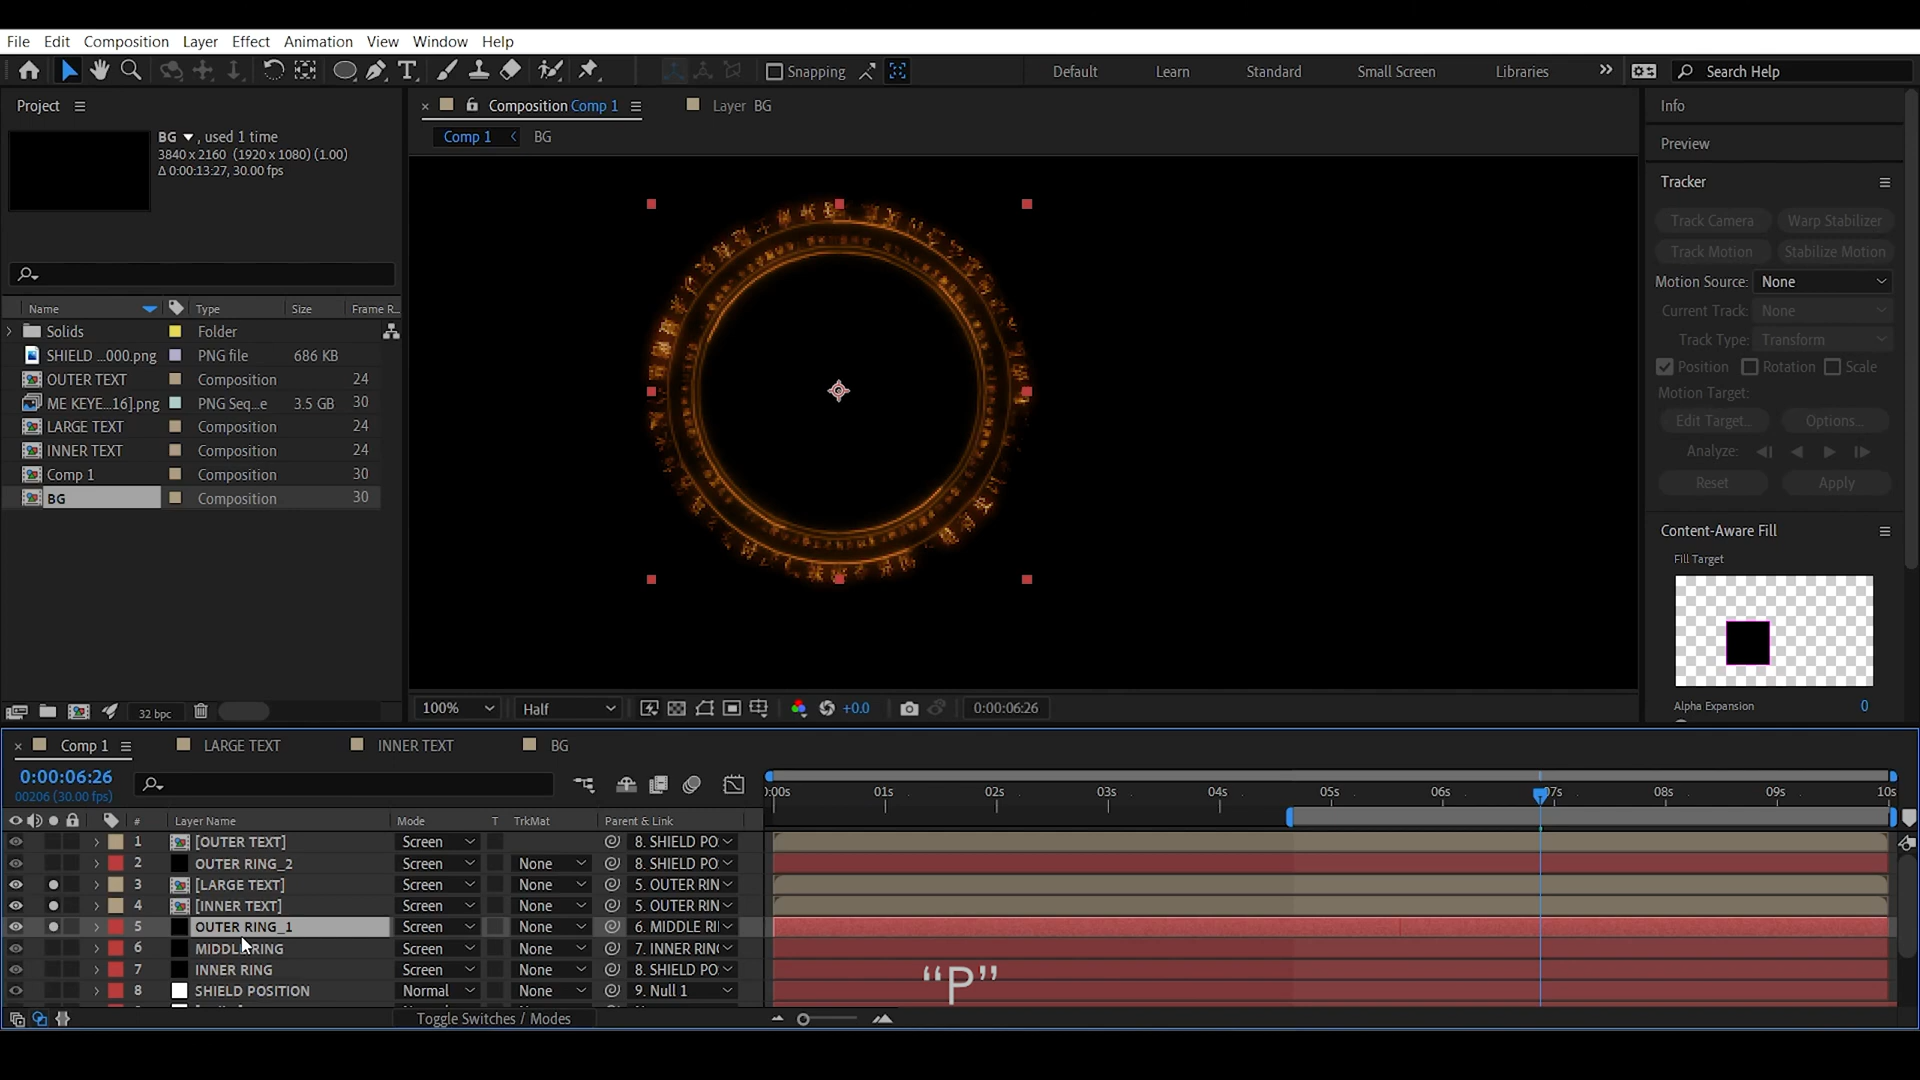 File Edit Composition Layer Effect Animation View Window Help
Snapping Default Learn Standard Small Screen Libraries Search Help
Project
BG , used 1 time
3840 x 2160 (1920 x 1080) (1.00)
Δ 0:00:13:27, 30.00 fps
Name Type Size Frame R...
Solids Folder
SHIELD ...000.png PNG file 686 KB
OUTER TEXT Composition 24
ME KEYE...16].png PNG Seq...e 3.5 GB 30
LARGE TEXT Composition 24
INNER TEXT Composition 24
Comp 1 Composition 30
BG Composition 30
32 bpc
Composition Comp 1 Layer BG
Comp 1 BG
100% Half +0.0 0:00:06:26
Info
Preview
Tracker
Track Camera Warp Stabilizer
Track Motion Stabilize Motion
Motion Source: None
Current Track: None
Track Type: Transform
Position Rotation Scale
Motion Target:
Edit Target... Options...
Analyze:
Reset Apply
Content-Aware Fill
Fill Target
Alpha Expansion 0
Comp 1 LARGE TEXT INNER TEXT BG
0:00:06:26
00206 (30.00 fps)
):00s 01s 02s 03s 04s 05s 06s 07s 08s 09s 10s
# Layer Name Mode T TrkMat Parent & Link
1 [OUTER TEXT] Screen 8. SHIELD PO
2 OUTER RING_2 Screen None 8. SHIELD PO
3 [LARGE TEXT] Screen None 5. OUTER RIN
4 [INNER TEXT] Screen None 5. OUTER RIN
5 OUTER RING_1 Screen None 6. MIDDLE RI
6 MIDDLE RING Screen None 7. INNER RIN
7 INNER RING Screen None 8. SHIELD PO
8 SHIELD POSITION Normal None 9. Null 1
“P”
Toggle Switches / Modes